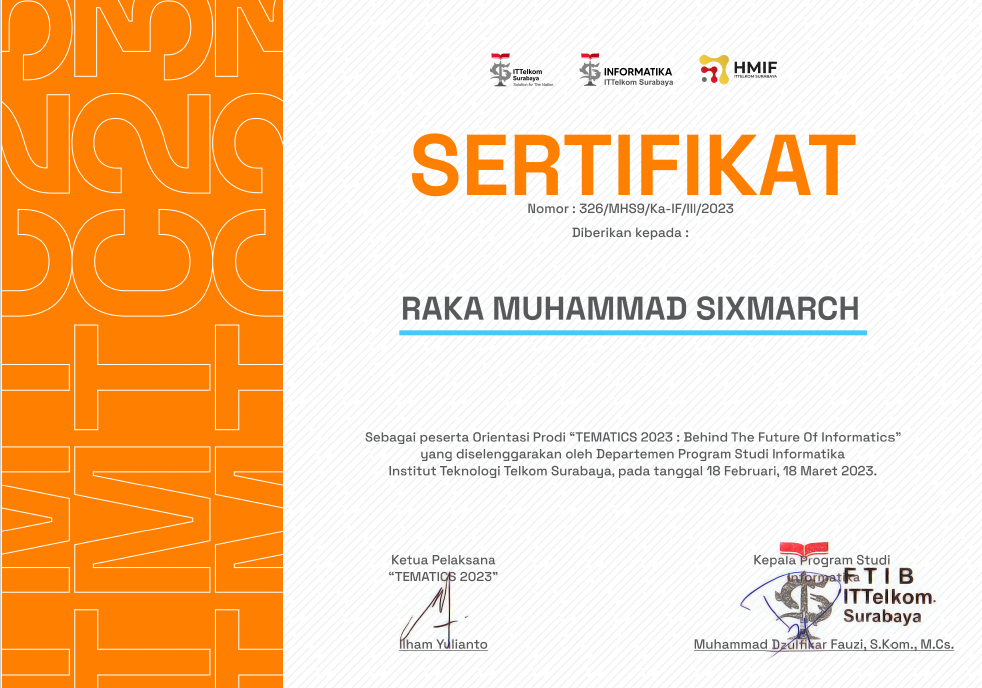 ITTelkom
Surabaya
Solution for The Nation
INFORMATIKA
ITTelkom Surabaya
HMIF
ITTELKOM SURABAYA
SERTIFIKAT
Nomor : 326/MHS9/Ka-IF/III/2023
Diberikan kepada :
RAKA MUHAMMAD SIXMARCH
Sebagai peserta Orientasi Prodi “TEMATICS 2023 : Behind The Future Of Informatics”
yang diselenggarakan oleh Departemen Program Studi Informatika
Institut Teknologi Telkom Surabaya, pada tanggal 18 Februari, 18 Maret 2023.
Ketua Pelaksana
“TEMATICS 2023”
Ilham Yulianto
Kepala Program Studi
Informatika
FTIB
ITTelkom
Surabaya
Muhammad Dzulfikar Fauzi, S.Kom., M.Cs.